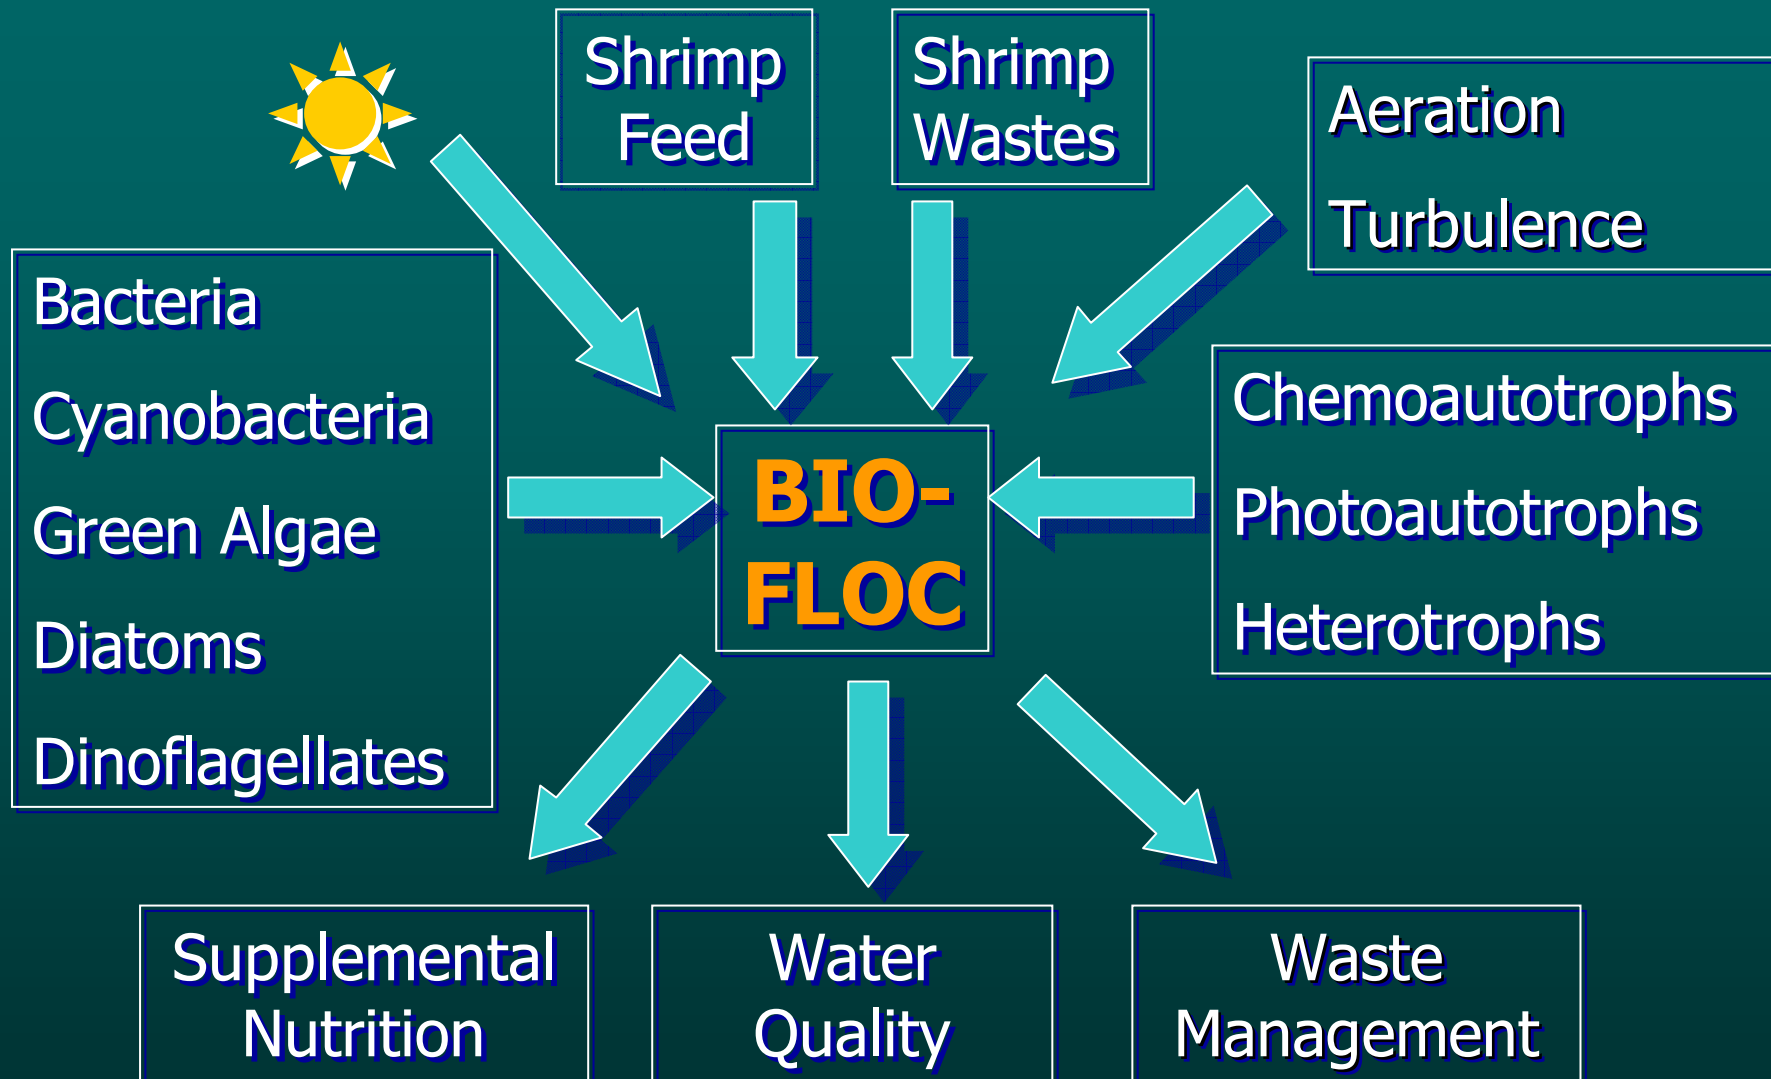 Shrimp
Feed
Shrimp
Wastes
Aeration
Turbulence
Bacteria
Cyanobacteria
Green Algae
Diatoms
Dinoflagellates
BIO-
FLOC
Chemoautotrophs
Photoautotrophs
Heterotrophs
Supplemental
Nutrition
Water
Quality
Waste
Management